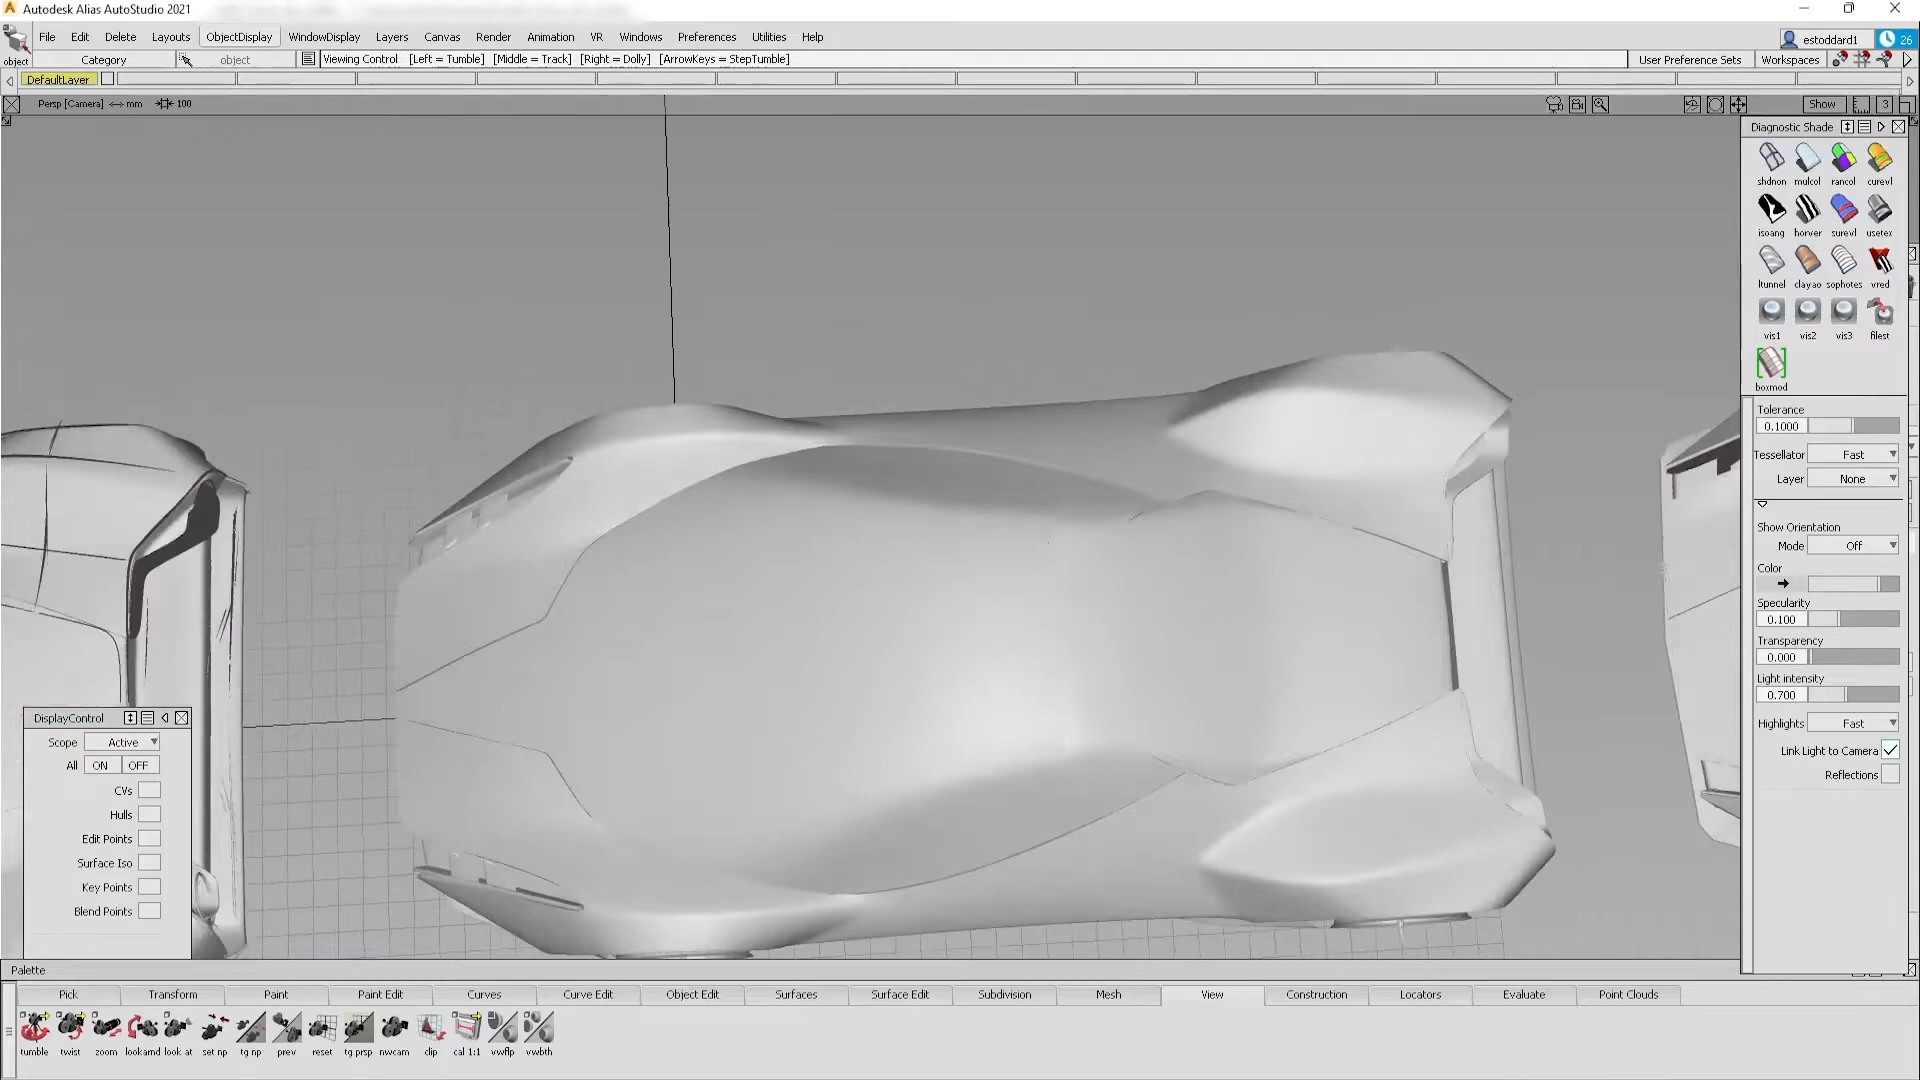 Autodesk Alias AutoStudio 2021
File Edit Delete Layouts ObjectDisplay WindowDisplay Layers Canvas Render Animation VR Windows Preferences Utilities Help
estoddard1 26
object Category object Viewing Control [Left = Tumble] [Middle = Track] [Right = Dolly] [ArrowKeys = StepTumble] User Preference Sets Workspaces
DefaultLayer
Persp [Camera] mm 100 Show 3
Diagnostic Shade
shdnon mulcol rancol curevl
isoang horver surevl usetex
ltunnel clayao sophotes vred
vis1 vis2 vis3 filest
boxmod
Tolerance
0.1000
Tessellator Fast
Layer None
Show Orientation
Mode Off
Color
Specularity
0.100
Transparency
0.000
Light intensity
0.700
Highlights Fast
Link Light to Camera
Reflections
DisplayControl
Scope Active
All ON OFF
CVs
Hulls
Edit Points
Surface Iso
Key Points
Blend Points
Palette
Pick Transform Paint Paint Edit Curves Curve Edit Object Edit Surfaces Surface Edit Subdivision Mesh View Construction Locators Evaluate Point Clouds
tumble twist zoom lookamd look at set np tg np prev reset tg prsp nwcam clip cal 1:1 vwflp vwbth